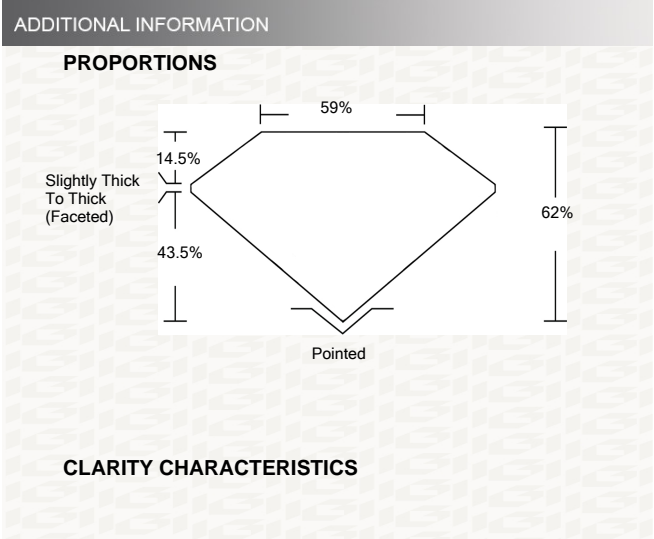 ADDITIONAL INFORMATION
PROPORTIONS
59%
14.5%
Slightly Thick
To Thick
(Faceted)
62%
43.5%
Pointed
CLARITY CHARACTERISTICS